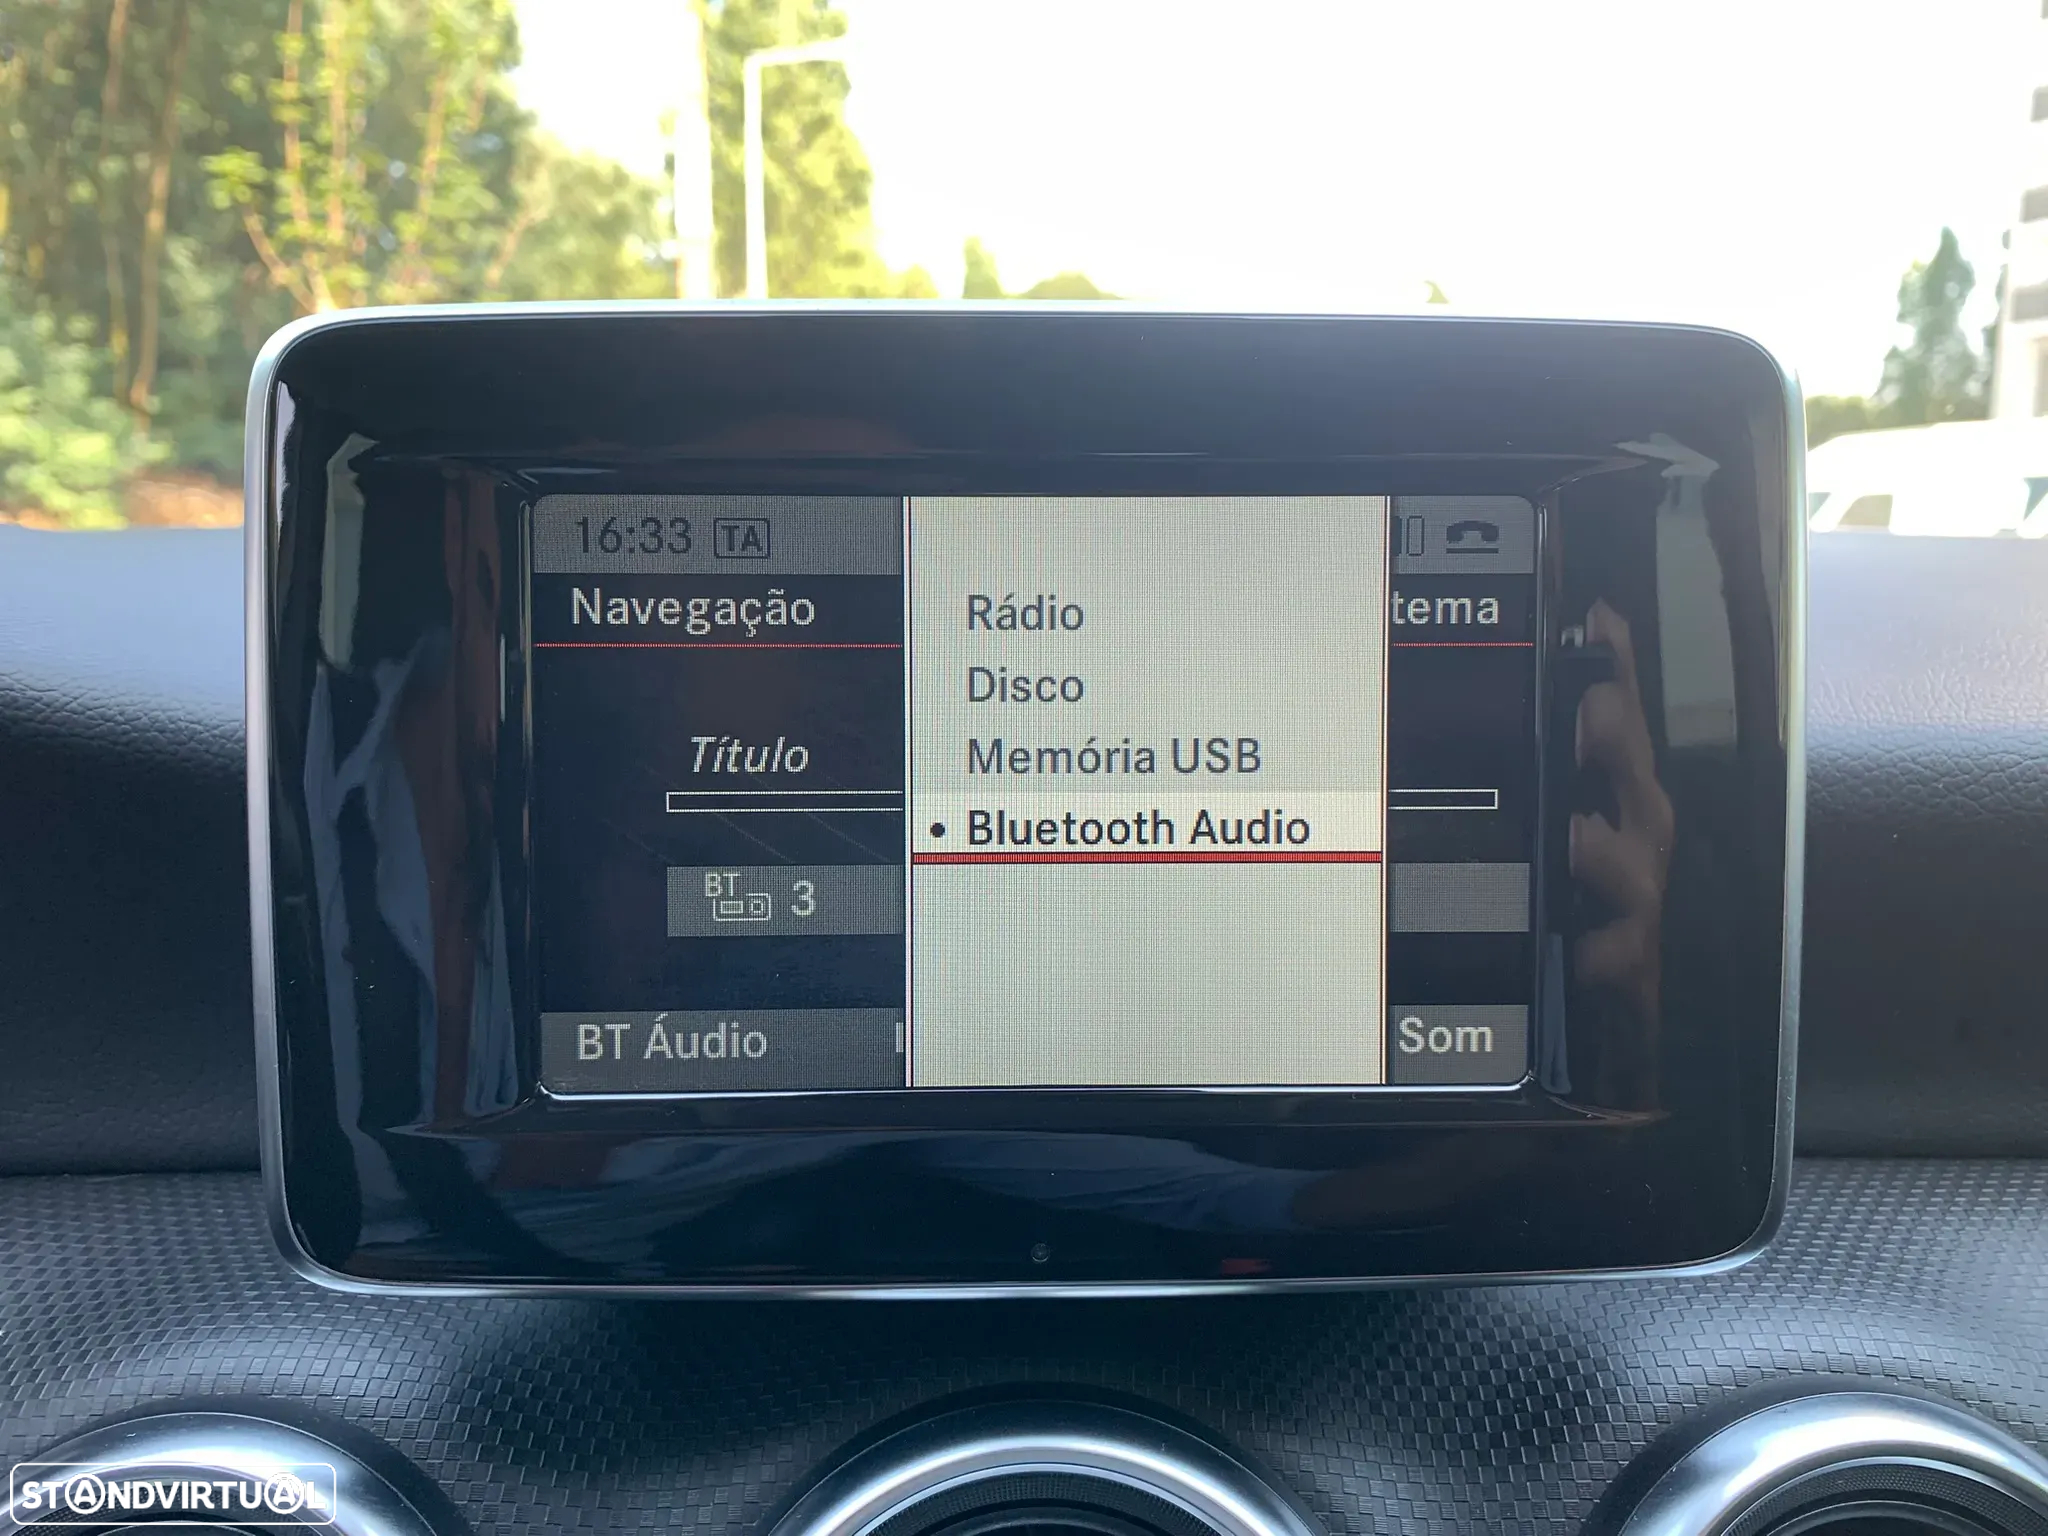 16:33 TA
Navegação
tema
Rádio
Disco
Memória USB
Título
• Bluetooth Audio
BT 3
BT Áudio
Som
STANDVIRTUAL